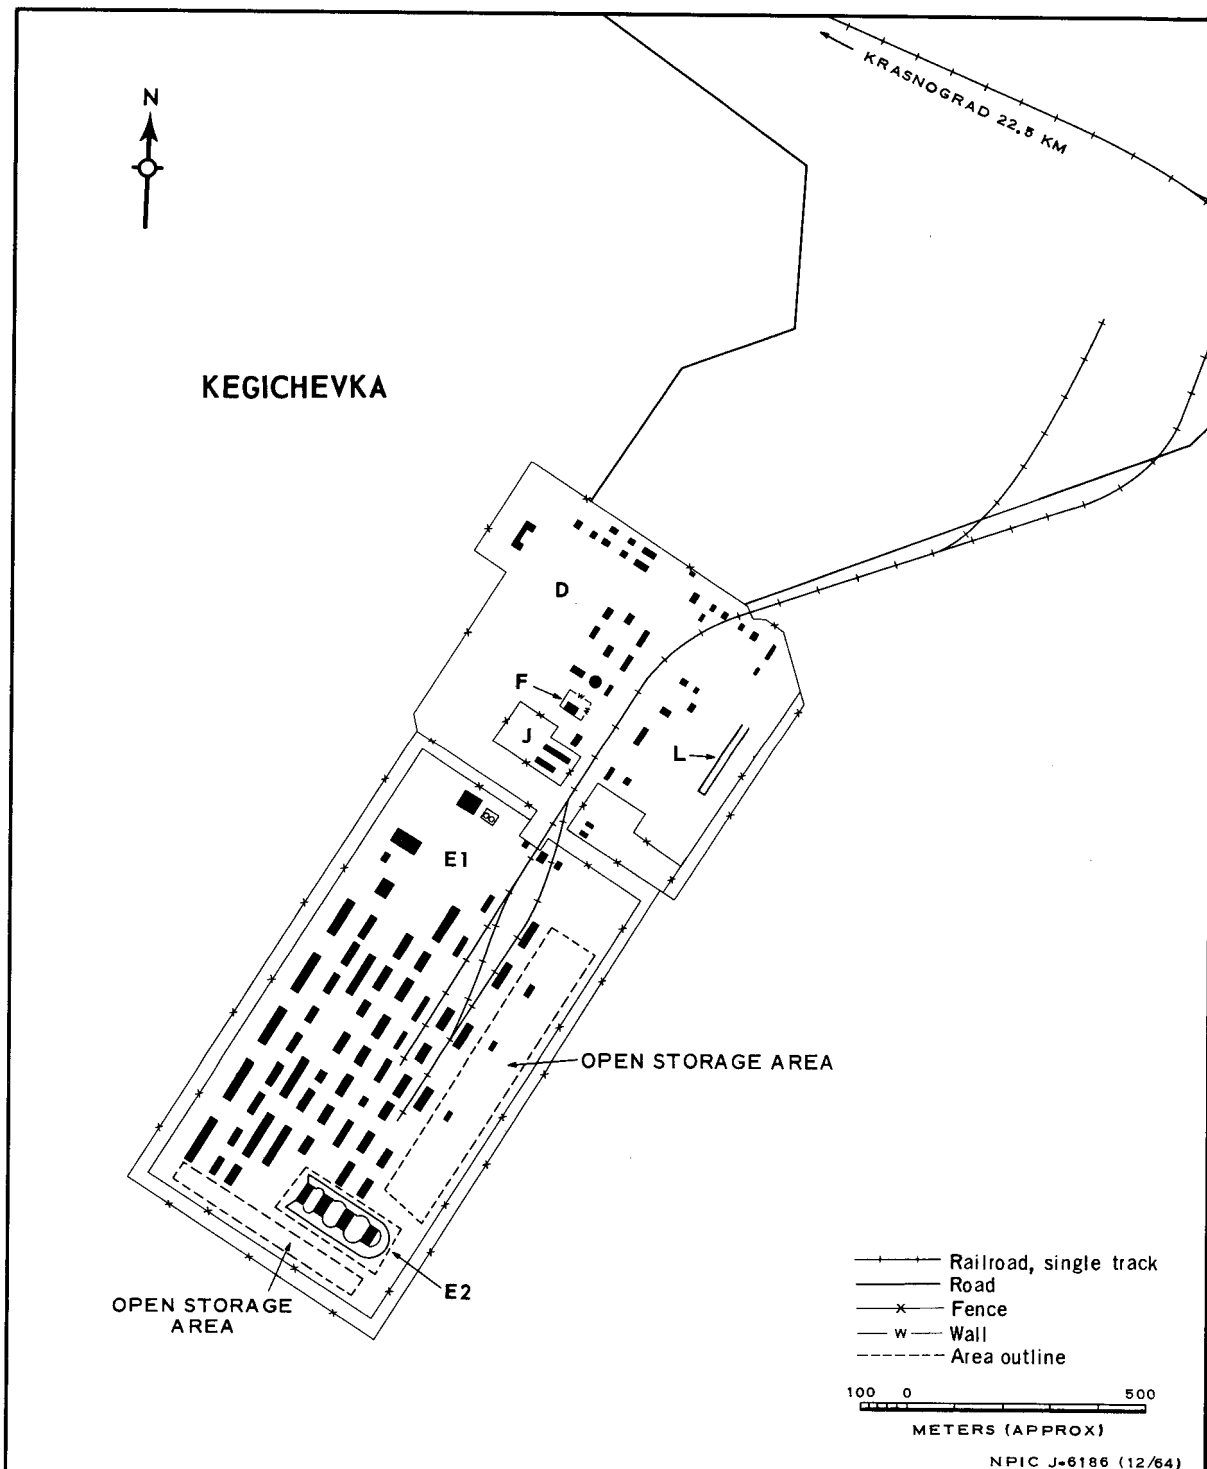 KRASNOGRAD 22.5 KM
N
KEGICHEVKA
D
F
J
L
E1
OPEN STORAGE AREA
E2
OPEN STORAGE
AREA
Railroad, single track
Road
x Fence
w Wall
Area outline
100 0 500
METERS (APPROX)
NPIC J-6186 (12/64)